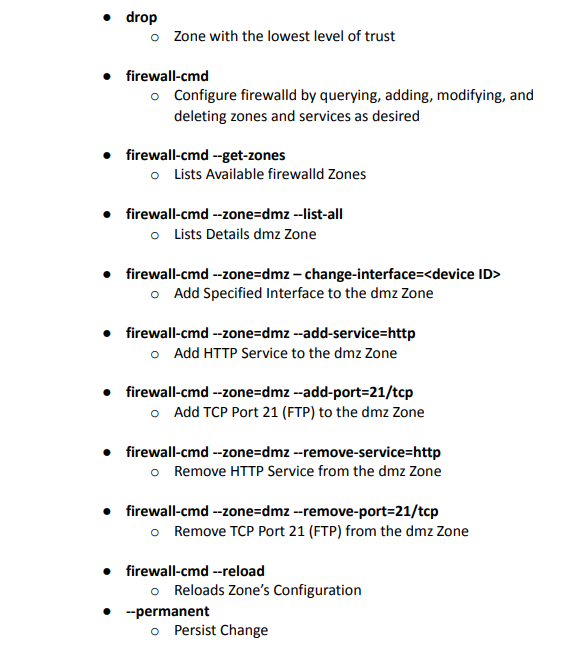 ● drop
o Zone with the lowest level of trust
● firewall-cmd
o Configure firewalld by querying, adding, modifying, and
deleting zones and services as desired
● firewall-cmd --get-zones
o Lists Available firewalld Zones
● firewall-cmd --zone=dmz --list-all
o Lists Details dmz Zone
● firewall-cmd --zone=dmz – change-interface=<device ID>
o Add Specified Interface to the dmz Zone
● firewall-cmd --zone=dmz --add-service=http
o Add HTTP Service to the dmz Zone
● firewall-cmd --zone=dmz --add-port=21/tcp
o Add TCP Port 21 (FTP) to the dmz Zone
● firewall-cmd --zone=dmz --remove-service=http
o Remove HTTP Service from the dmz Zone
● firewall-cmd --zone=dmz --remove-port=21/tcp
o Remove TCP Port 21 (FTP) from the dmz Zone
● firewall-cmd --reload
o Reloads Zone’s Configuration
● --permanent
o Persist Change